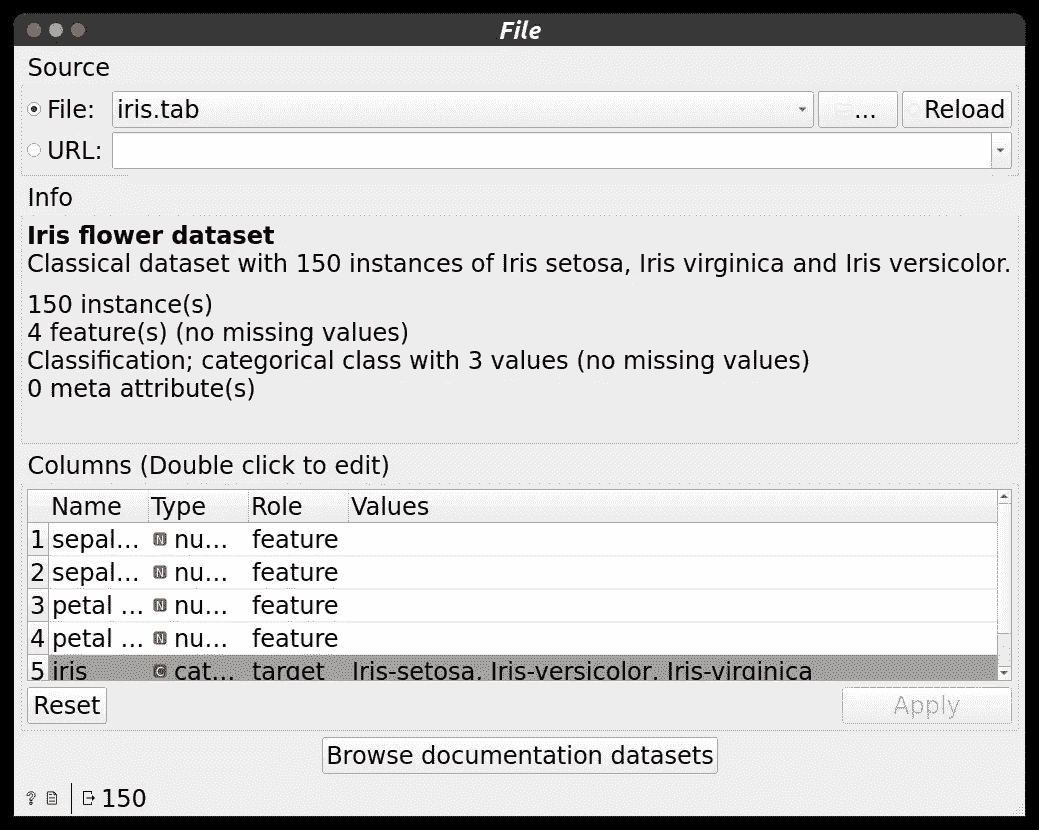 File
Source
File: iris.tab ... Reload
URL:
Info
Iris flower dataset
Classical dataset with 150 instances of Iris setosa, Iris virginica and Iris versicolor.
150 instance(s)
4 feature(s) (no missing values)
Classification; categorical class with 3 values (no missing values)
0 meta attribute(s)
Columns (Double click to edit)
Name Type Role Values
1 sepal... N nu... feature
2 sepal... N nu... feature
3 petal ... N nu... feature
4 petal ... N nu... feature
5 iris C cat... target Iris-setosa, Iris-versicolor, Iris-virginica
Reset Apply
Browse documentation datasets
? 150